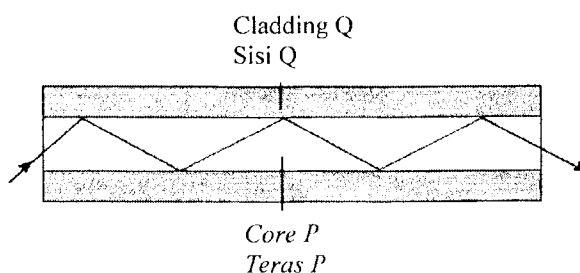 Cladding Q
Sisi Q
Core P
Teras P